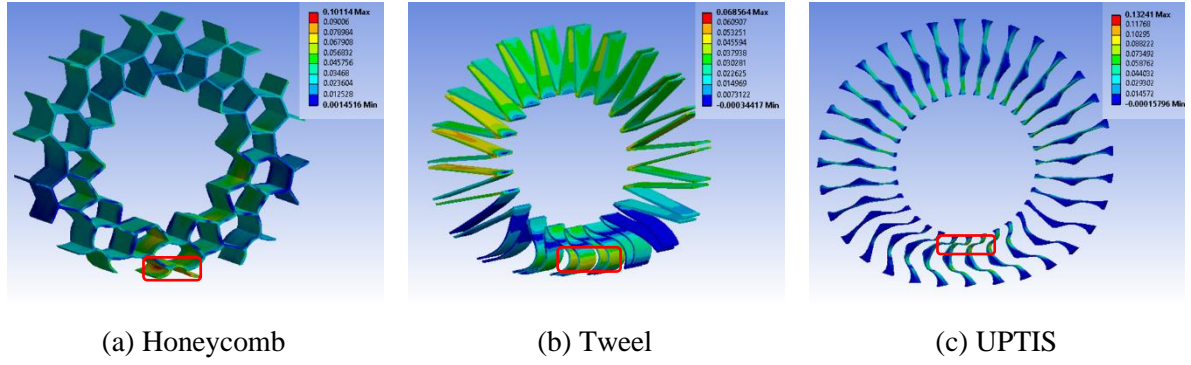 0.10114 Max
0.09006
0.078984
0.067908
0.056832
0.045756
0.03468
0.023604
0.012528
0.0014516 Min
0.068564 Max
0.060907
0.053251
0.045594
0.037938
0.030281
0.022625
0.014969
0.0073122
-0.00034417 Min
0.13241 Max
0.11768
0.10295
0.088222
0.073492
0.058762
0.044032
0.029302
0.014572
-0.00015796 Min
(a) Honeycomb
(b) Tweel
(c) UPTIS